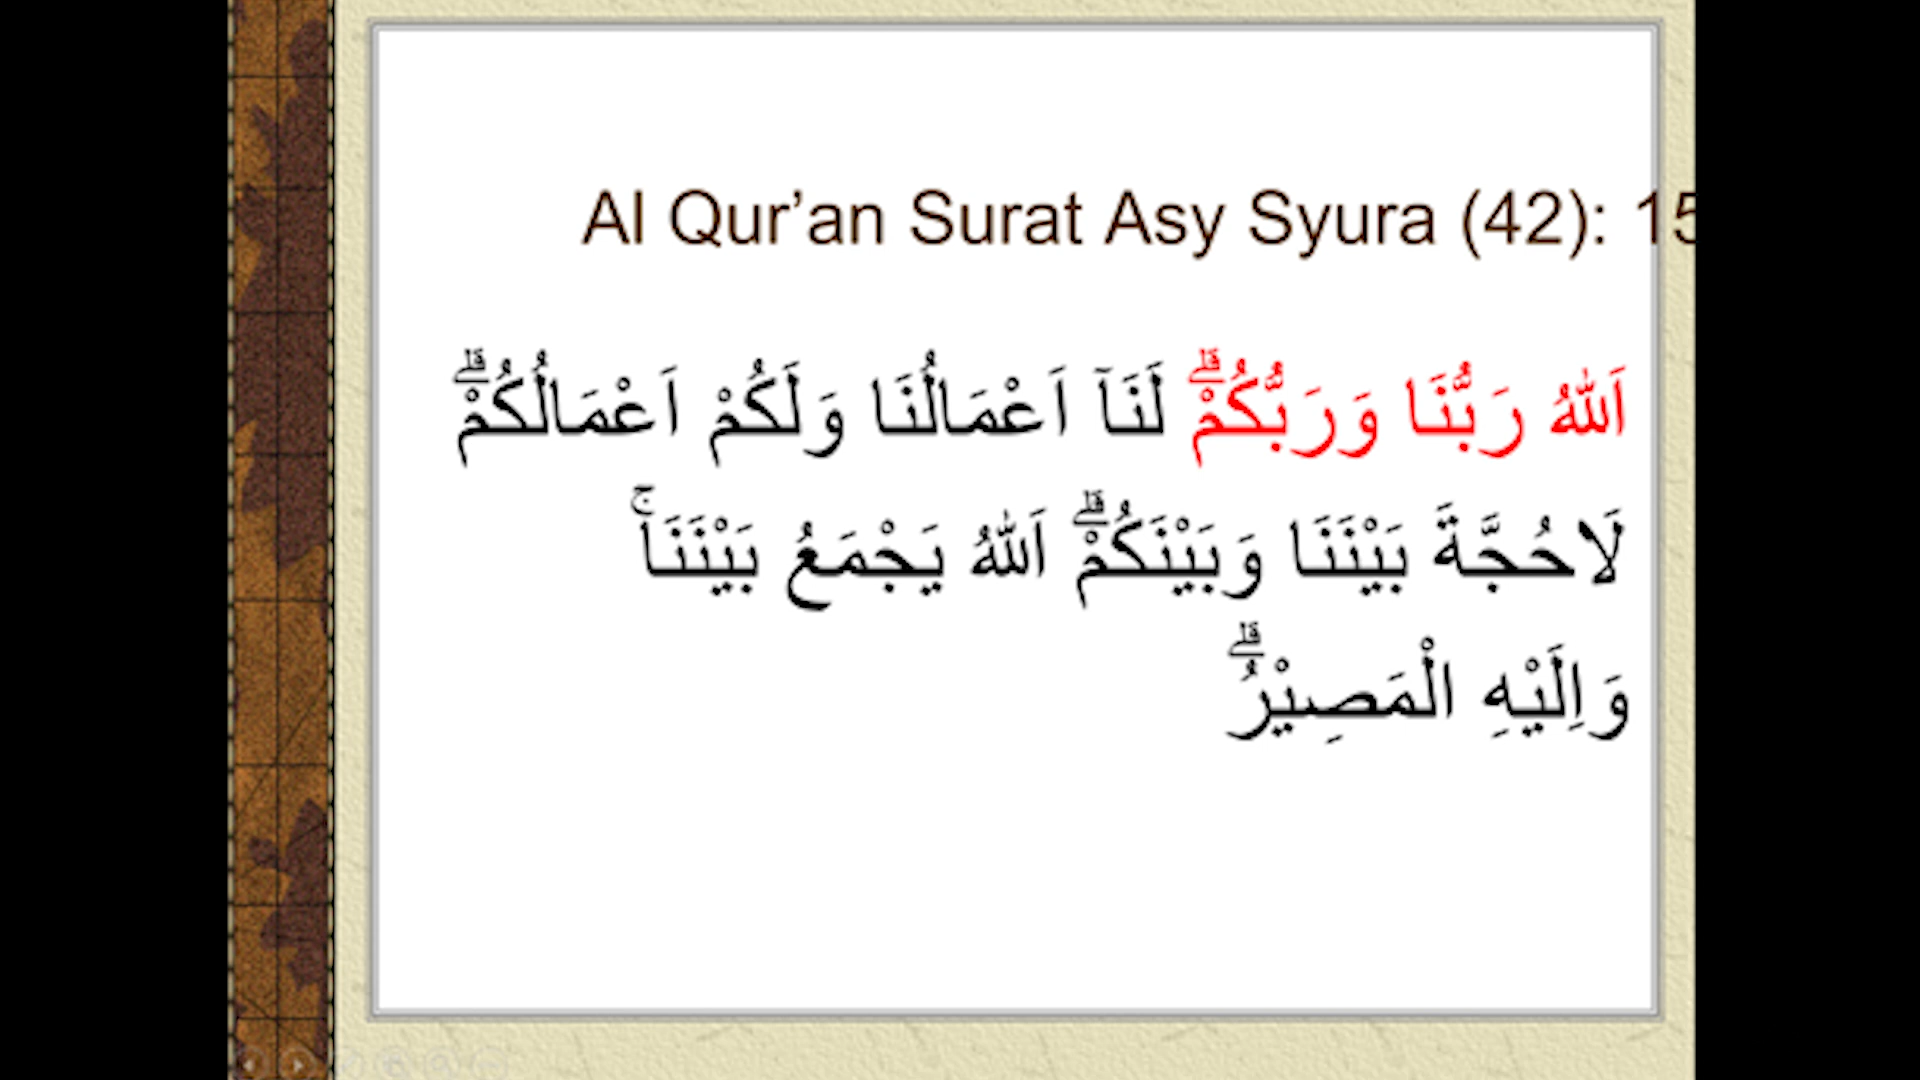 Al Qur’an Surat Asy Syura (42): 15
اَللّٰهُ رَبُّنَا وَرَبُّكُمْ ۗ لَنَآ اَعْمَالُنَا وَلَكُمْ اَعْمَالُكُمْ ۗ
لَاحُجَّةَ بَيْنَنَا وَبَيْنَكُمْ ۗ اَللّٰهُ يَجْمَعُ بَيْنَنَا ۚ
وَاِلَيْهِ الْمَصِيْرُ ۗ